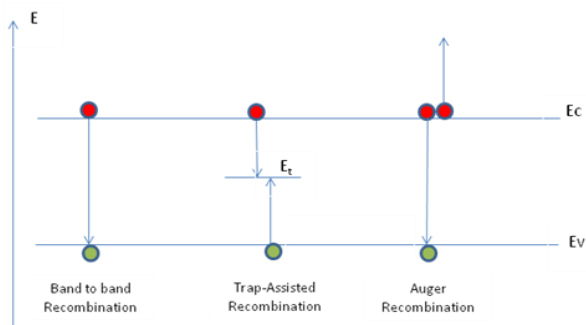 E
Ec
Et
Ev
Band to band
Recombination
Trap-Assisted
Recombination
Auger
Recombination